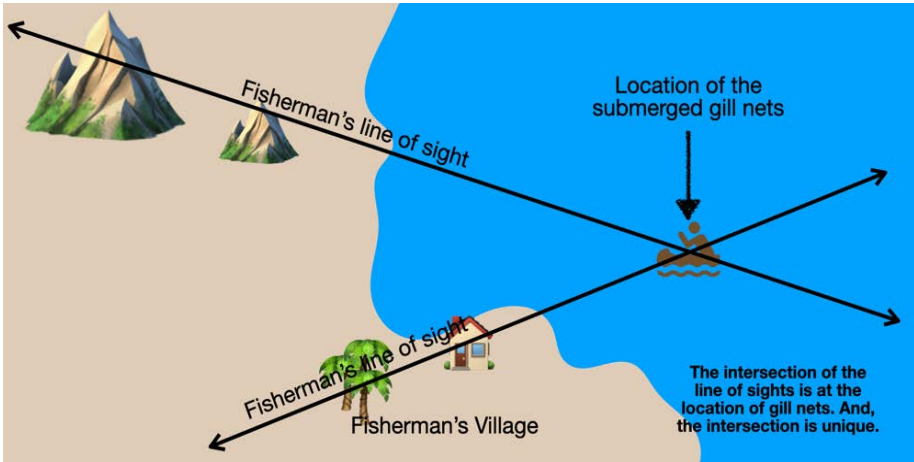 Fisherman's line of sight
Location of the
submerged gill nets
Fisherman's line of sight
Fisherman's Village
The intersection of the
line of sights is at the
location of gill nets. And,
the intersection is unique.